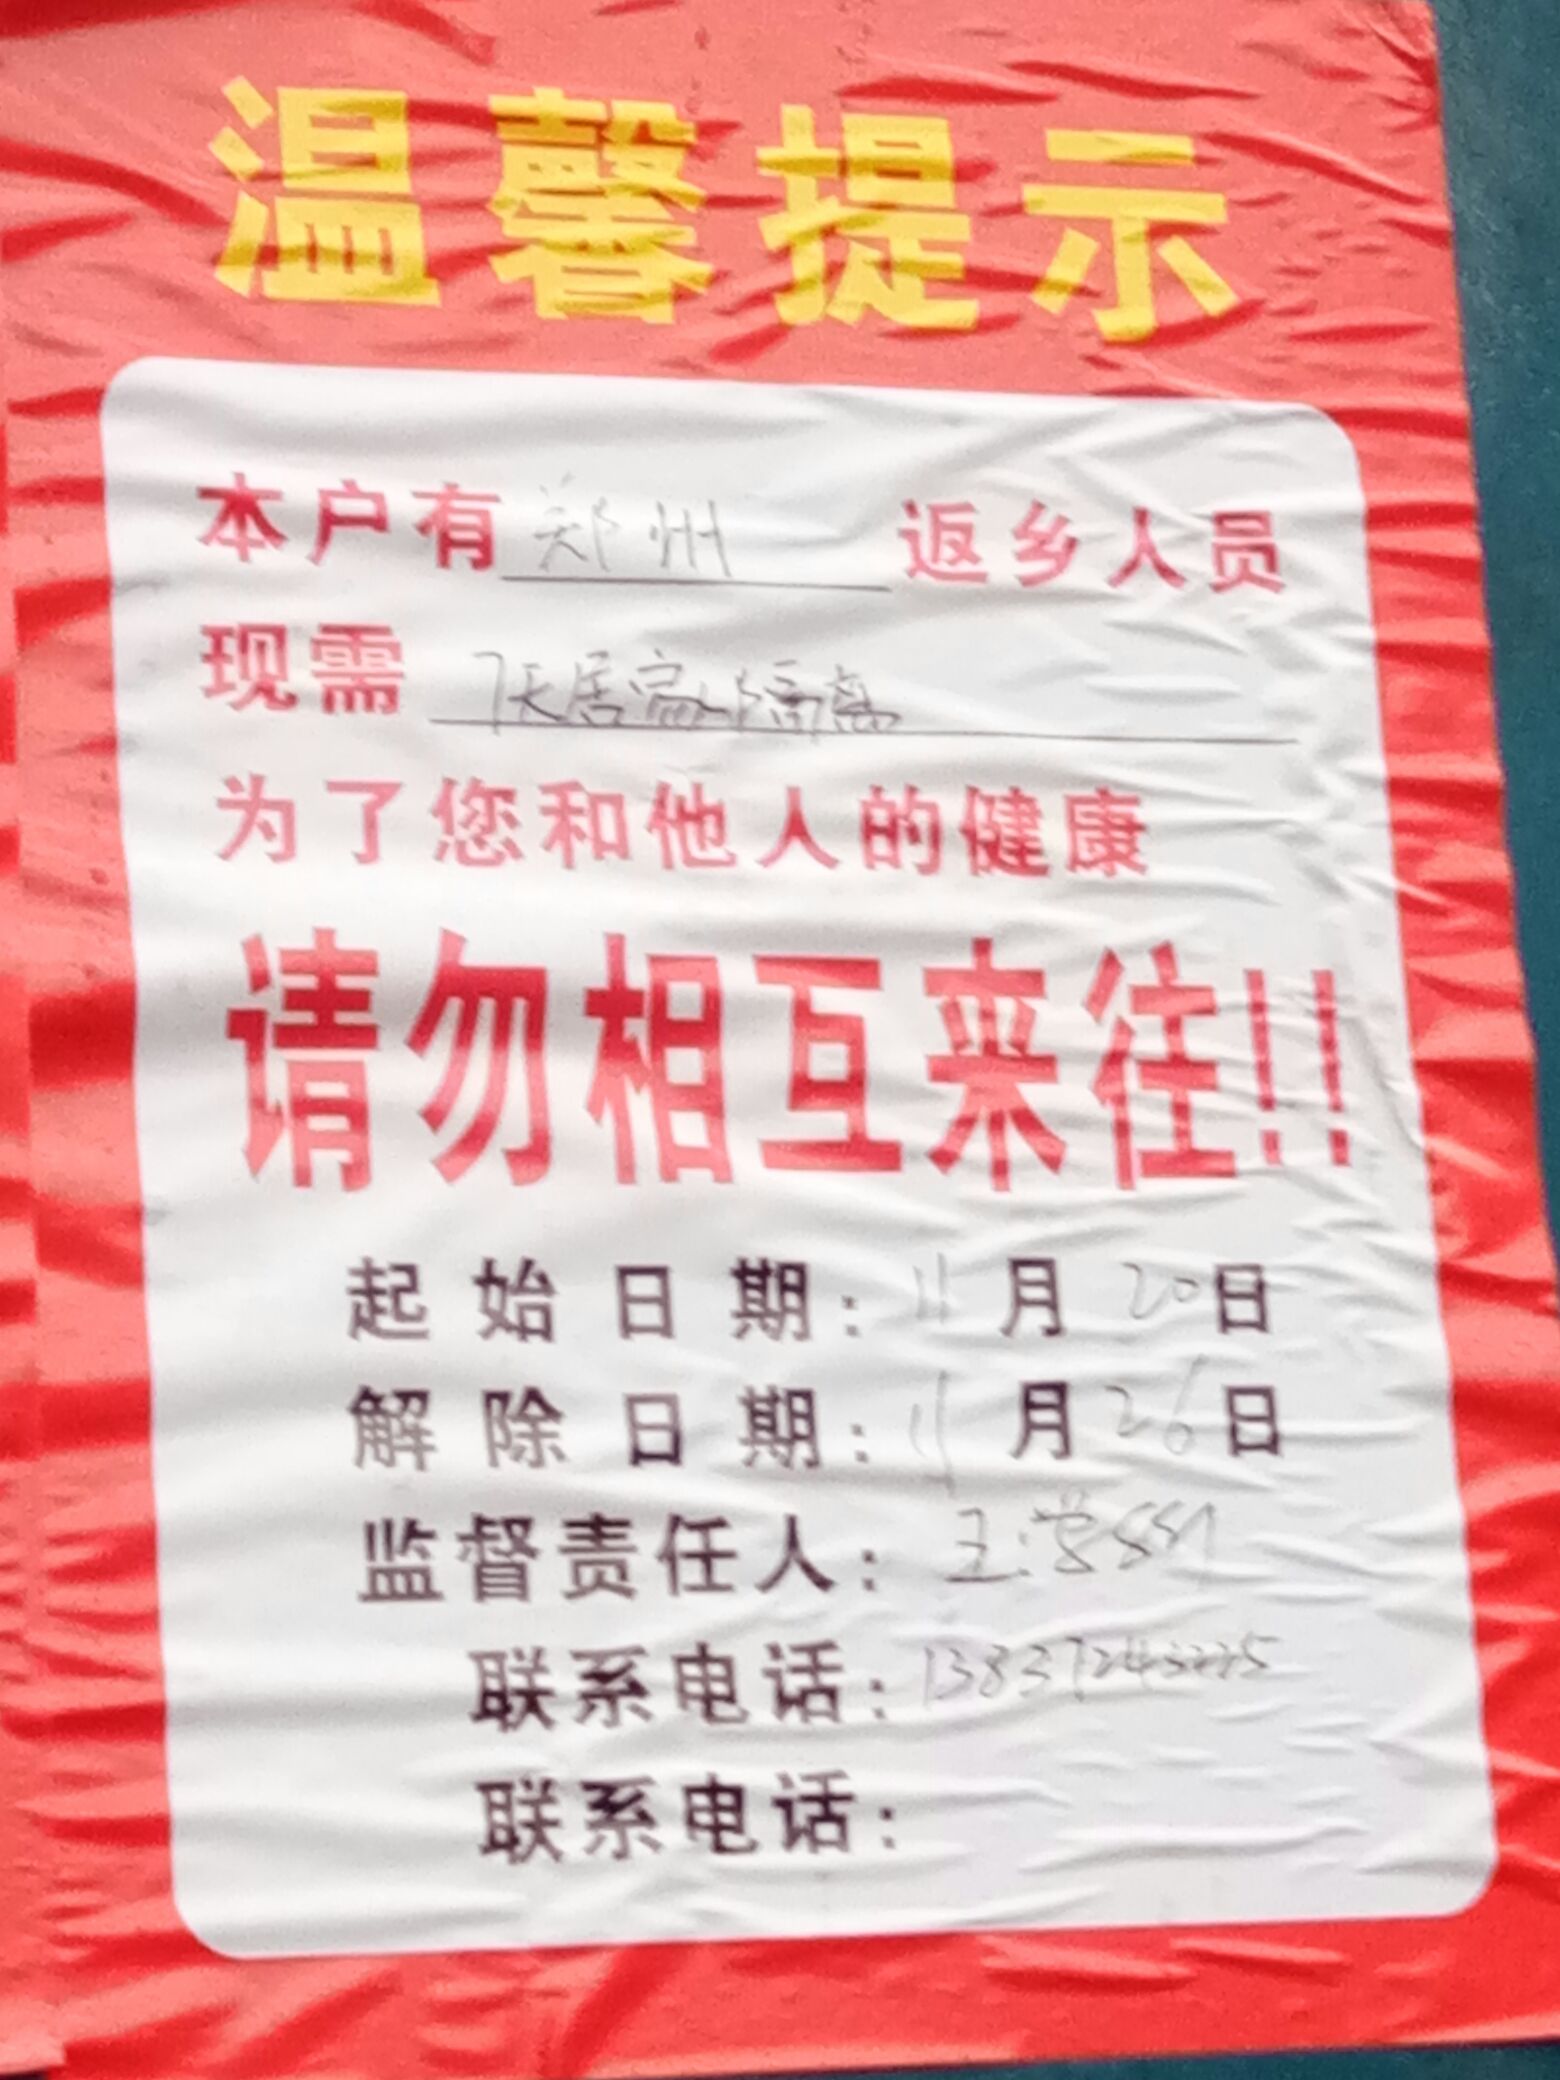 温馨提示
本户有 郑州 返乡人员
现需 7天居家隔离
为了您和他人的健康
请勿相互来往!!
起始日期: 11月20日
解除日期: 11月26日
监督责任人: 王
联系电话:
联系电话: